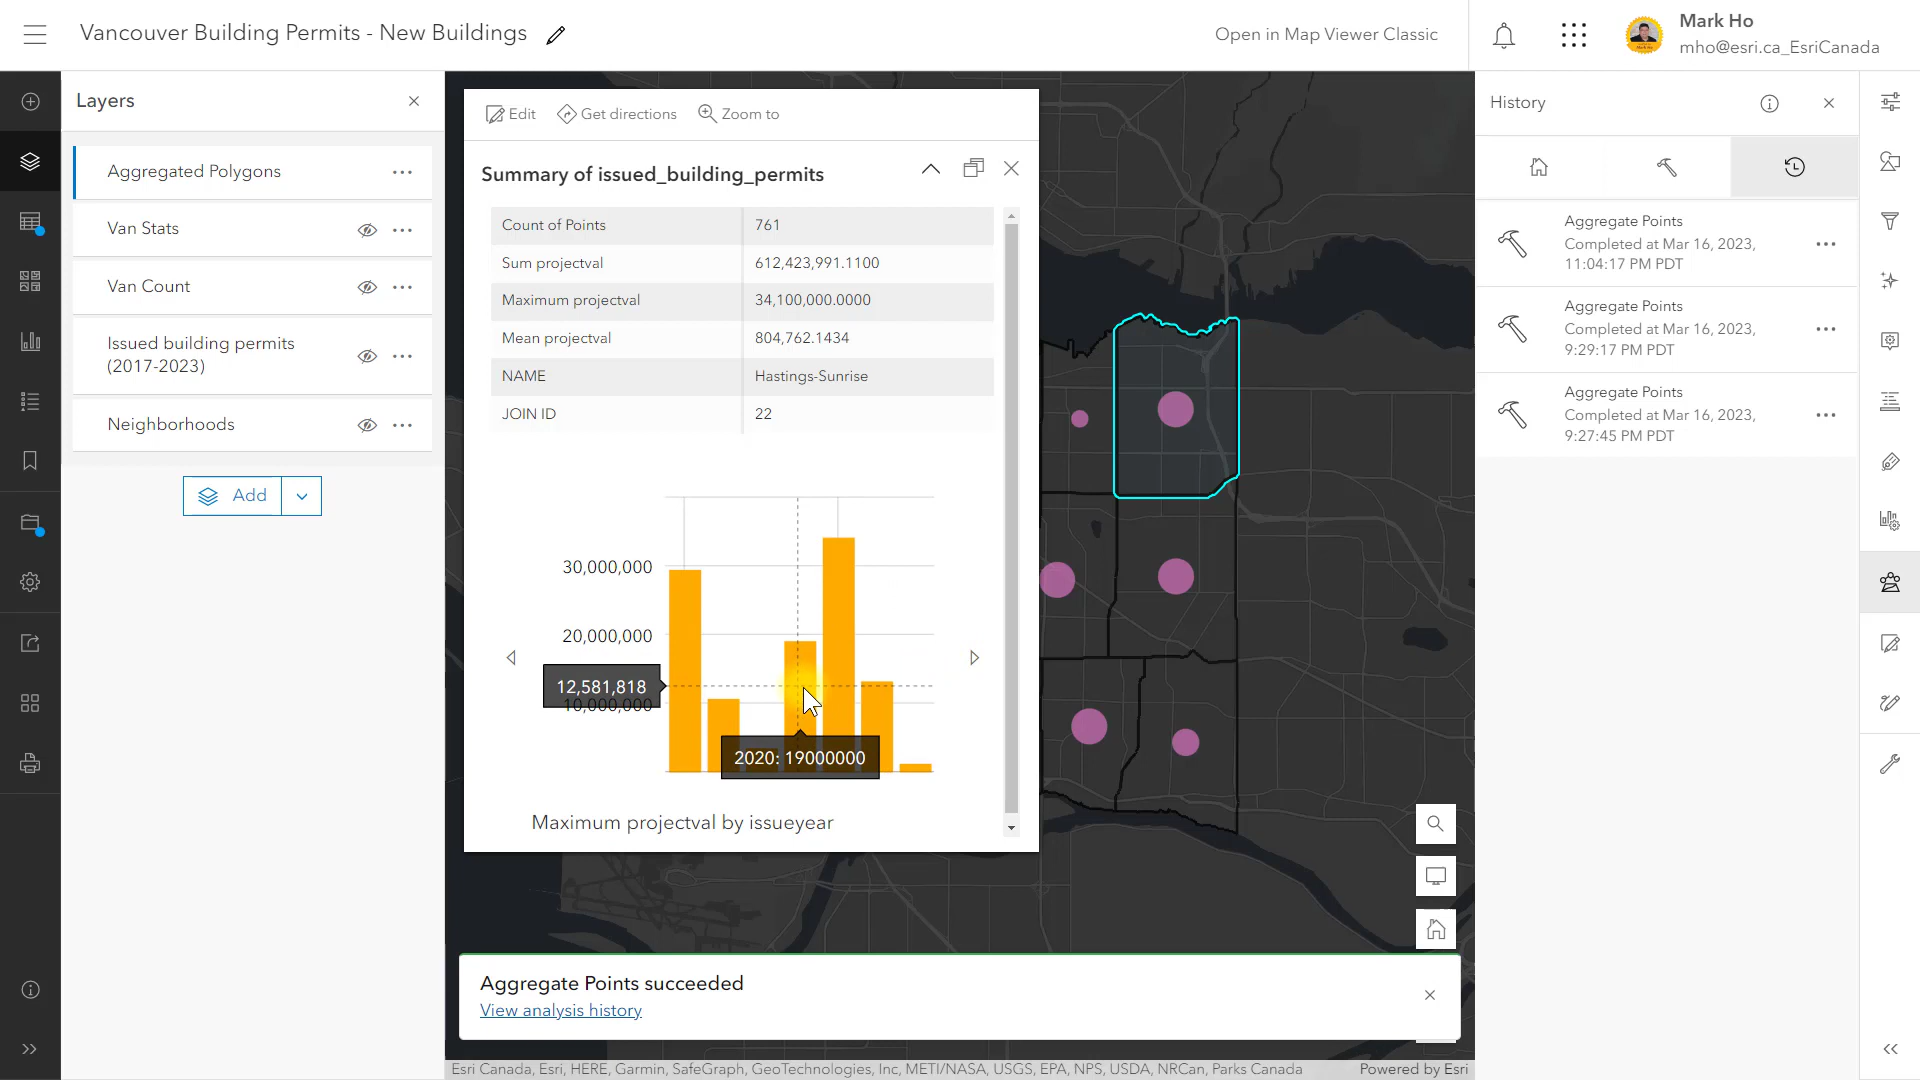 Vancouver Building Permits - New Buildings
Open in Map Viewer Classic
Mark Ho
mho@esri.ca_EsriCanada
Layers
Aggregated Polygons
Van Stats
Van Count
Issued building permits
(2017-2023)
Neighborhoods
Add
Edit
Get directions
Zoom to
Summary of issued_building_permits
Count of Points 761
Sum projectval 612,423,991.1100
Maximum projectval 34,100,000.0000
Mean projectval 804,762.1434
NAME Hastings-Sunrise
JOIN ID 22
30,000,000
20,000,000
12,581,818
10,000,000
2020: 19000000
Maximum projectval by issueyear
History
Aggregate Points
Completed at Mar 16, 2023,
11:04:17 PM PDT
Aggregate Points
Completed at Mar 16, 2023,
9:29:17 PM PDT
Aggregate Points
Completed at Mar 16, 2023,
9:27:45 PM PDT
Aggregate Points succeeded
View analysis history
Esri Canada, Esri, HERE, Garmin, SafeGraph, GeoTechnologies, Inc, METI/NASA, USGS, EPA, NPS, USDA, NRCan, Parks Canada
Powered by Esri